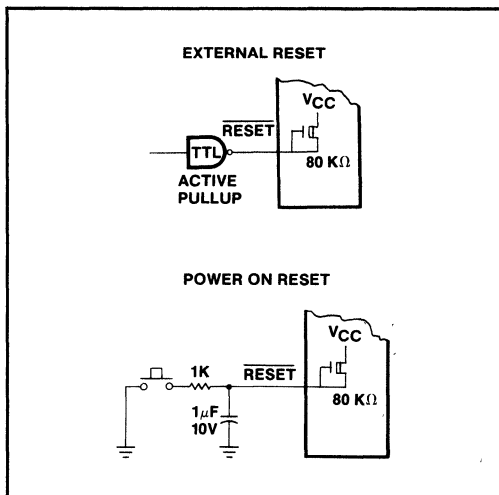 EXTERNAL RESET
VCC
RESET
TTL
80 KΩ
ACTIVE
PULLUP
POWER ON RESET
VCC
1K
RESET
1μF
10V
80 KΩ